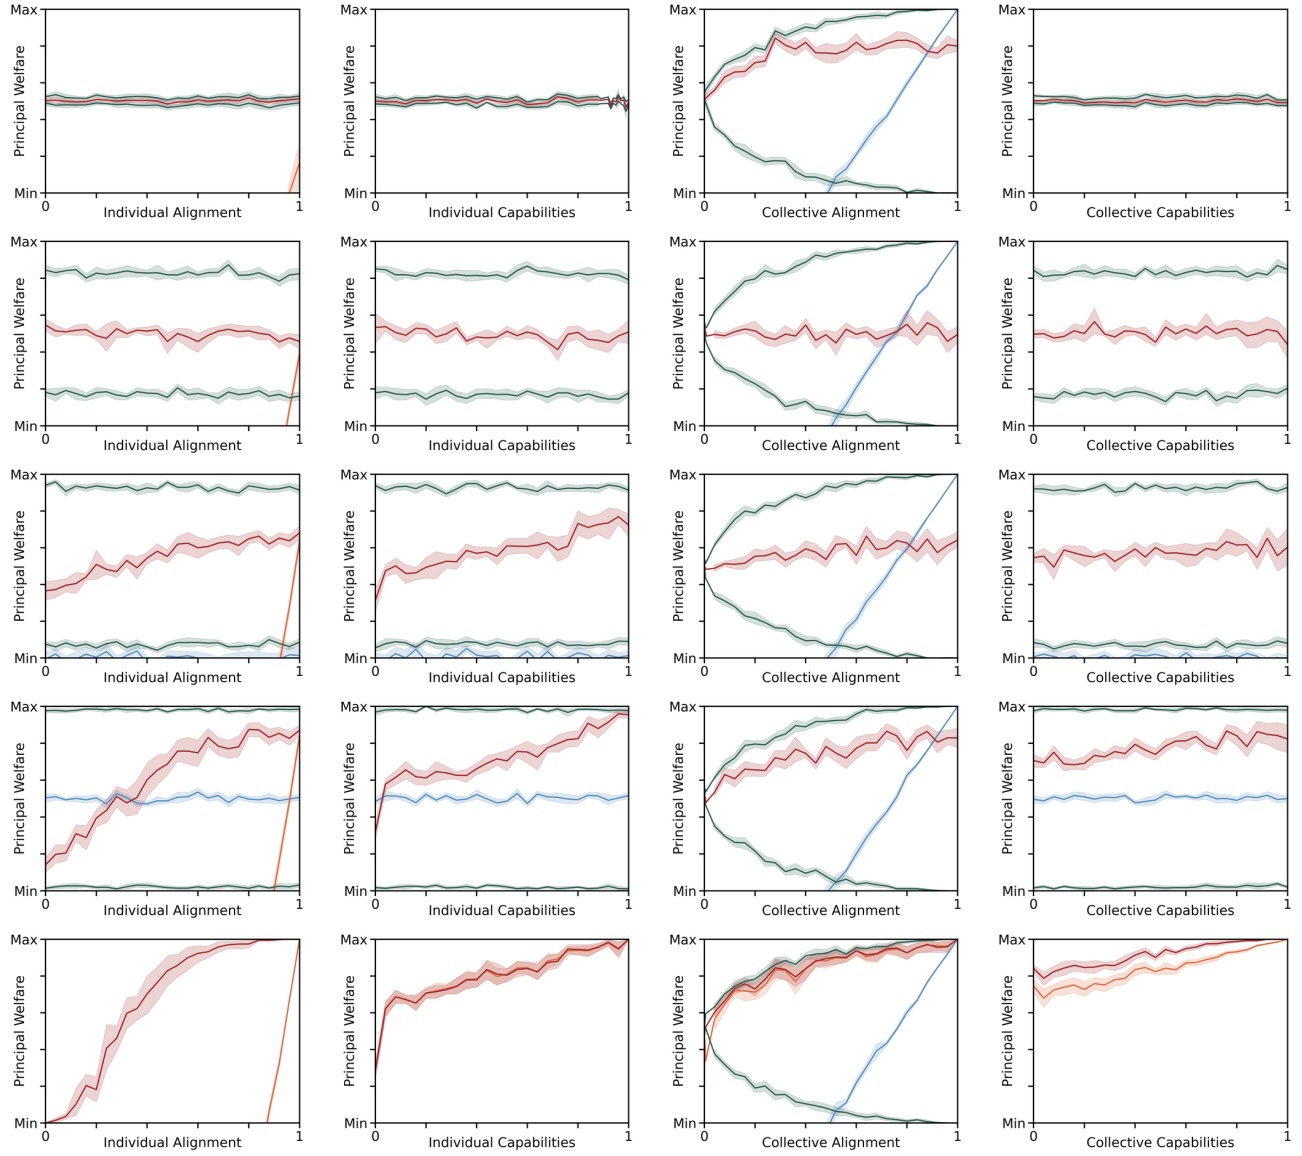 Max Max Max Max
Principal Welfare Principal Welfare Principal Welfare Principal Welfare
Min Min Min Min
0 1 0 1 0 1 0 1
Individual Alignment Individual Capabilities Collective Alignment Collective Capabilities
Max Max Max Max
Principal Welfare Principal Welfare Principal Welfare Principal Welfare
Min Min Min Min
0 1 0 1 0 1 0 1
Individual Alignment Individual Capabilities Collective Alignment Collective Capabilities
Max Max Max Max
Principal Welfare Principal Welfare Principal Welfare Principal Welfare
Min Min Min Min
0 1 0 1 0 1 0 1
Individual Alignment Individual Capabilities Collective Alignment Collective Capabilities
Max Max Max Max
Principal Welfare Principal Welfare Principal Welfare Principal Welfare
Min Min Min Min
0 1 0 1 0 1 0 1
Individual Alignment Individual Capabilities Collective Alignment Collective Capabilities
Max Max Max Max
Principal Welfare Principal Welfare Principal Welfare Principal Welfare
Min Min Min Min
0 1 0 1 0 1 0 1
Individual Alignment Individual Capabilities Collective Alignment Collective Capabilities